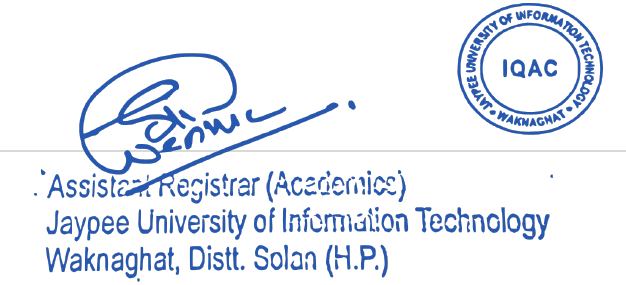 JAYPEE UNIVERSITY OF INFORMATION TECHNOLOGY
IQAC
• WAKNAGHAT •
Assistant Registrar (Academics)
Jaypee University of Information Technology
Waknaghat, Distt. Solan (H.P.)